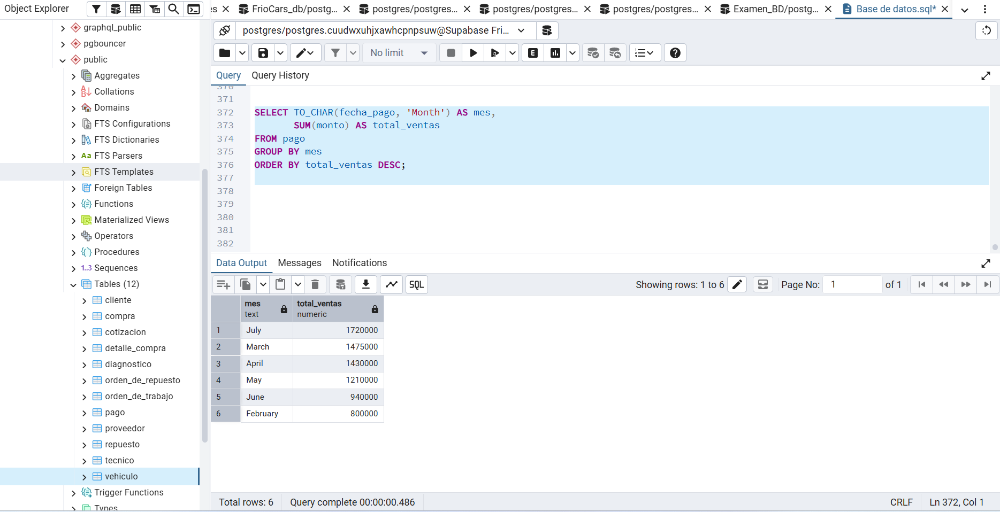 Object Explorer
es
FrioCars_db/postg...
postgres/postgres...
postgres/postgres...
postgres/postgres...
Examen_BD/postg...
Base de datos.sql*
graphql_public
pgbouncer
public
Aggregates
Collations
Domains
FTS Configurations
FTS Dictionaries
Aa FTS Parsers
FTS Templates
Foreign Tables
Functions
Materialized Views
Operators
Procedures
1..3 Sequences
Tables (12)
cliente
compra
cotizacion
detalle_compra
diagnostico
orden_de_repuesto
orden_de_trabajo
pago
proveedor
repuesto
tecnico
vehiculo
Trigger Functions
Types
postgres/postgres.cuudwxuhjxawhcpnpsuw@Supabase Fri...
No limit
E
Query Query History
370
371
372 SELECT TO_CHAR(fecha_pago, 'Month') AS mes,
373 SUM(monto) AS total_ventas
374 FROM pago
375 GROUP BY mes
376 ORDER BY total_ventas DESC;
377
378
379
380
381
382
Data Output Messages Notifications
SQL
Showing rows: 1 to 6
Page No: 1 of 1
mes text
total_ventas numeric
1 July 1720000
2 March 1475000
3 April 1430000
4 May 1210000
5 June 940000
6 February 800000
Total rows: 6
Query complete 00:00:00.486
CRLF
Ln 372, Col 1